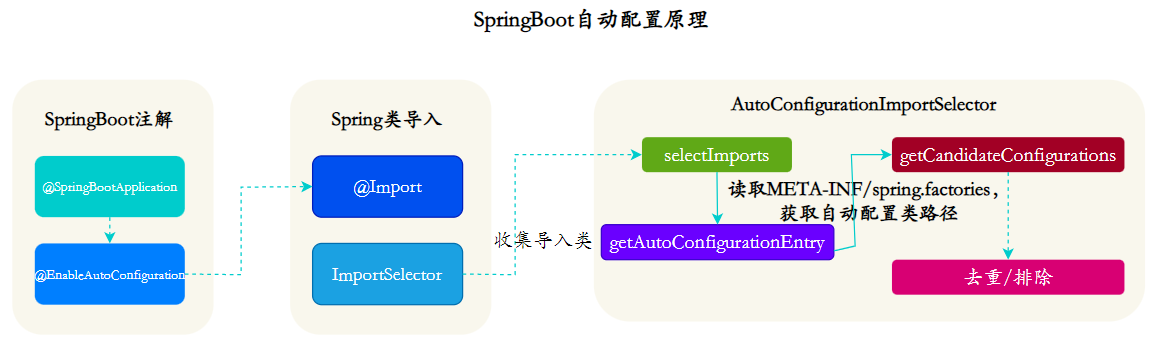 SpringBoot自动配置原理
SpringBoot注解
@SpringBootApplication
@EnableAutoConfiguration
Spring类导入
@Import
ImportSelector
收集导入类
AutoConfigurationImportSelector
selectImports
getCandidateConfigurations
读取META-INF/spring.factories，
获取自动配置类路径
getAutoConfigurationEntry
去重/排除